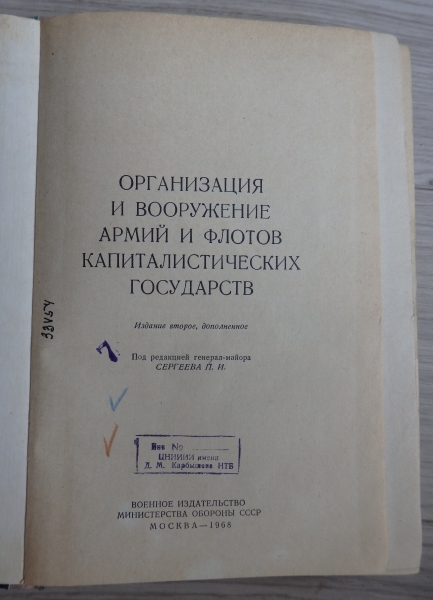 ОРГАНИЗАЦИЯ
И ВООРУЖЕНИЕ
АРМИЙ И ФЛОТОВ
КАПИТАЛИСТИЧЕСКИХ
ГОСУДАРСТВ
Издание второе, дополненное
Под редакцией генерал-майора
СЕРГЕЕВА П. И.
7
Инв №
ЦНИИИ имени
Д. М. Карбышева НТБ
ВОЕННОЕ ИЗДАТЕЛЬСТВО
МИНИСТЕРСТВА ОБОРОНЫ СССР
МОСКВА — 1968